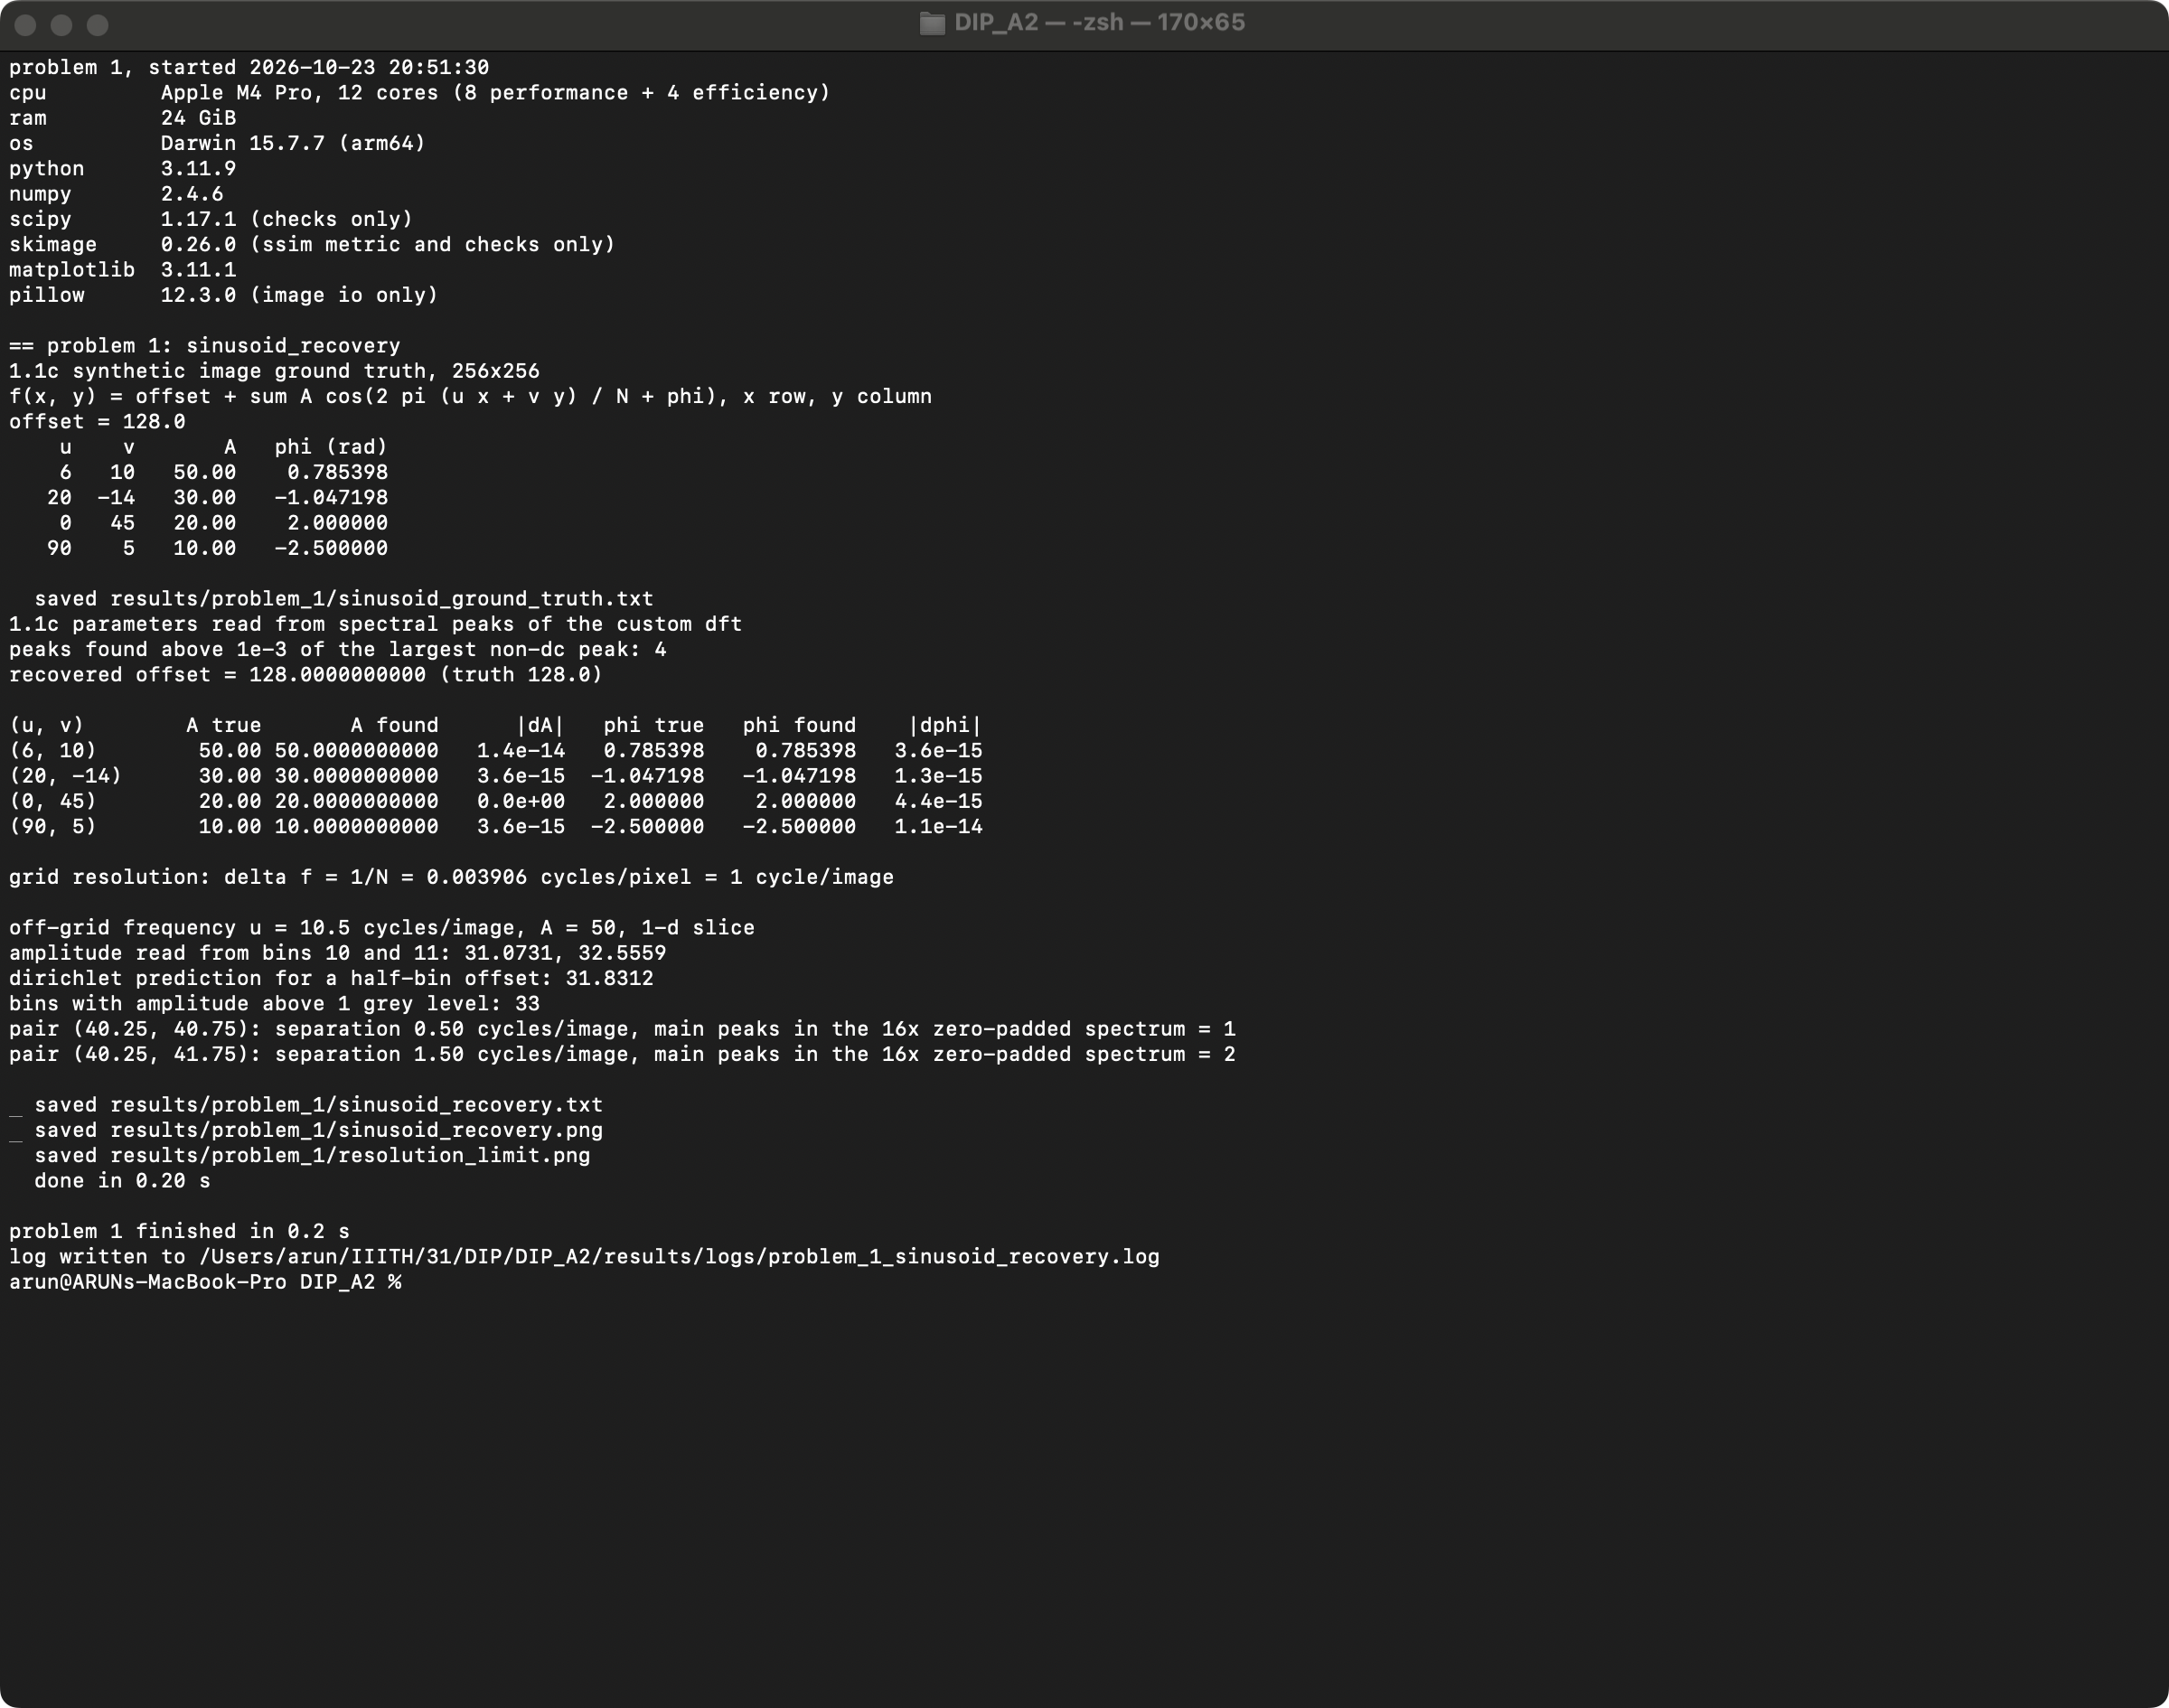 DIP_A2 — -zsh — 170×65
problem 1, started 2026-10-23 20:51:30
cpu         Apple M4 Pro, 12 cores (8 performance + 4 efficiency)
ram         24 GiB
os          Darwin 15.7.7 (arm64)
python      3.11.9
numpy       2.4.6
scipy       1.17.1 (checks only)
skimage     0.26.0 (ssim metric and checks only)
matplotlib  3.11.1
pillow      12.3.0 (image io only)

== problem 1: sinusoid_recovery
1.1c synthetic image ground truth, 256x256
f(x, y) = offset + sum A cos(2 pi (u x + v y) / N + phi), x row, y column
offset = 128.0
    u    v       A   phi (rad)
    6   10   50.00    0.785398
   20  -14   30.00   -1.047198
    0   45   20.00    2.000000
   90    5   10.00   -2.500000

  saved results/problem_1/sinusoid_ground_truth.txt
1.1c parameters read from spectral peaks of the custom dft
peaks found above 1e-3 of the largest non-dc peak: 4
recovered offset = 128.0000000000 (truth 128.0)

(u, v)        A true       A found      |dA|   phi true   phi found    |dphi|
(6, 10)        50.00 50.0000000000   1.4e-14   0.785398    0.785398   3.6e-15
(20, -14)      30.00 30.0000000000   3.6e-15  -1.047198   -1.047198   1.3e-15
(0, 45)        20.00 20.0000000000   0.0e+00   2.000000    2.000000   4.4e-15
(90, 5)        10.00 10.0000000000   3.6e-15  -2.500000   -2.500000   1.1e-14

grid resolution: delta f = 1/N = 0.003906 cycles/pixel = 1 cycle/image

off-grid frequency u = 10.5 cycles/image, A = 50, 1-d slice
amplitude read from bins 10 and 11: 31.0731, 32.5559
dirichlet prediction for a half-bin offset: 31.8312
bins with amplitude above 1 grey level: 33
pair (40.25, 40.75): separation 0.50 cycles/image, main peaks in the 16x zero-padded spectrum = 1
pair (40.25, 41.75): separation 1.50 cycles/image, main peaks in the 16x zero-padded spectrum = 2

_ saved results/problem_1/sinusoid_recovery.txt
_ saved results/problem_1/sinusoid_recovery.png
  saved results/problem_1/resolution_limit.png
  done in 0.20 s

problem 1 finished in 0.2 s
log written to /Users/arun/IIITH/31/DIP/DIP_A2/results/logs/problem_1_sinusoid_recovery.log
arun@ARUNs-MacBook-Pro DIP_A2 %